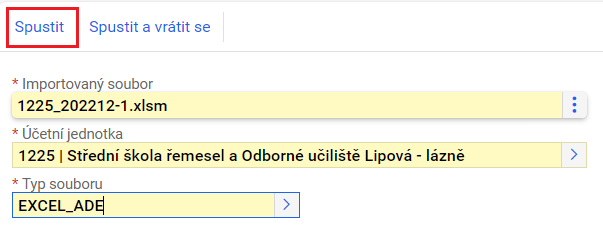 Spustit Spustit a vrátit se
* Importovaný soubor
1225_202212-1.xlsm
* Účetní jednotka
1225 | Střední škola řemesel a Odborné učiliště Lipová - lázně
* Typ souboru
EXCEL_ADE